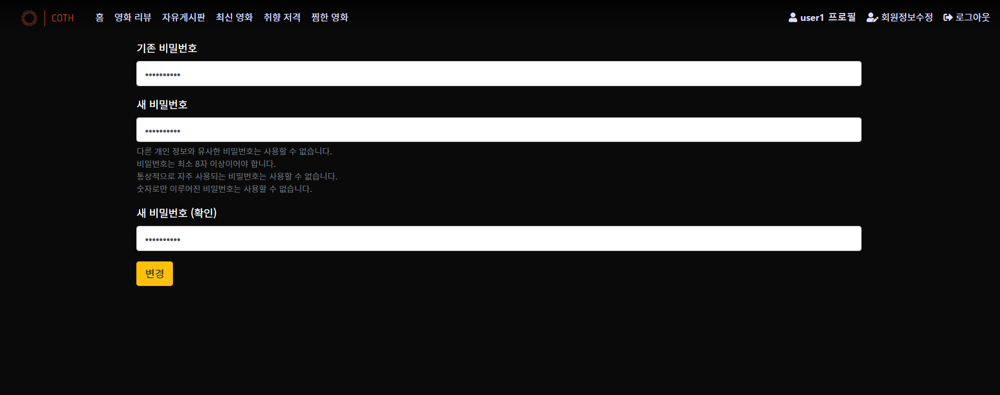 COTH 홈 영화 리뷰 자유게시판 최신 영화 취향 저격 찜한 영화 user1 프로필 회원정보수정 로그아웃
기존 비밀번호
••••••••••
새 비밀번호
••••••••••
다른 개인 정보와 유사한 비밀번호는 사용할 수 없습니다.
비밀번호는 최소 8자 이상이어야 합니다.
통상적으로 자주 사용되는 비밀번호는 사용할 수 없습니다.
숫자로만 이루어진 비밀번호는 사용할 수 없습니다.
새 비밀번호 (확인)
••••••••••
변경